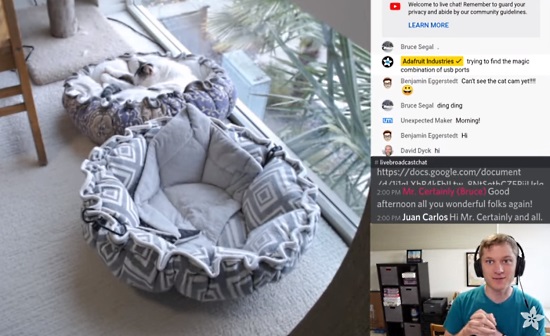 Welcome to live chat! Remember to guard
your privacy and abide by our community guidelines.
LEARN MORE
Bruce Segal .
Adafruit Industries ✓ trying to find the magic
combination of usb ports
Benjamin Eggerstedt Can't see the cat cam yet!!!!
😀
Bruce Segal ding ding
Unexpected Maker Morning!
Benjamin Eggerstedt Hi
David Dyck hi
# livebroadcastchat
https://docs.google.com/document
2:00 PM Mr. Certainly (Bruce) Good
afternoon all you wonderful folks again!
2:00 PM Juan Carlos Hi Mr. Certainly and all.